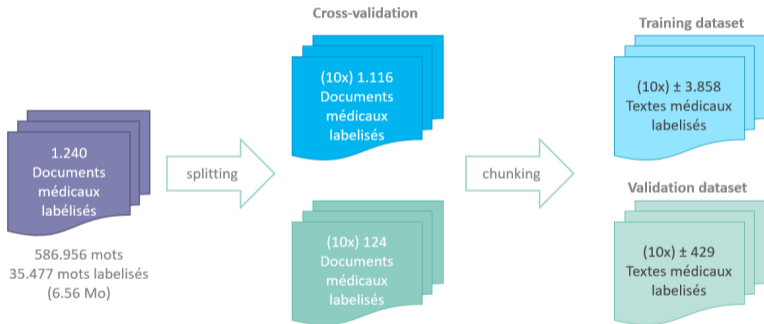 Cross-validation
Training dataset
(10x) 1.116
Documents
médicaux
labelisés
(10x) ± 3.858
Textes médicaux
labelisés
1.240
Documents
médicaux
labélisés
splitting
chunking
Validation dataset
(10x) 124
Documents
médicaux
labelisés
(10x) ± 429
Textes médicaux
labelisés
586.956 mots
35.477 mots labelisés
(6.56 Mo)